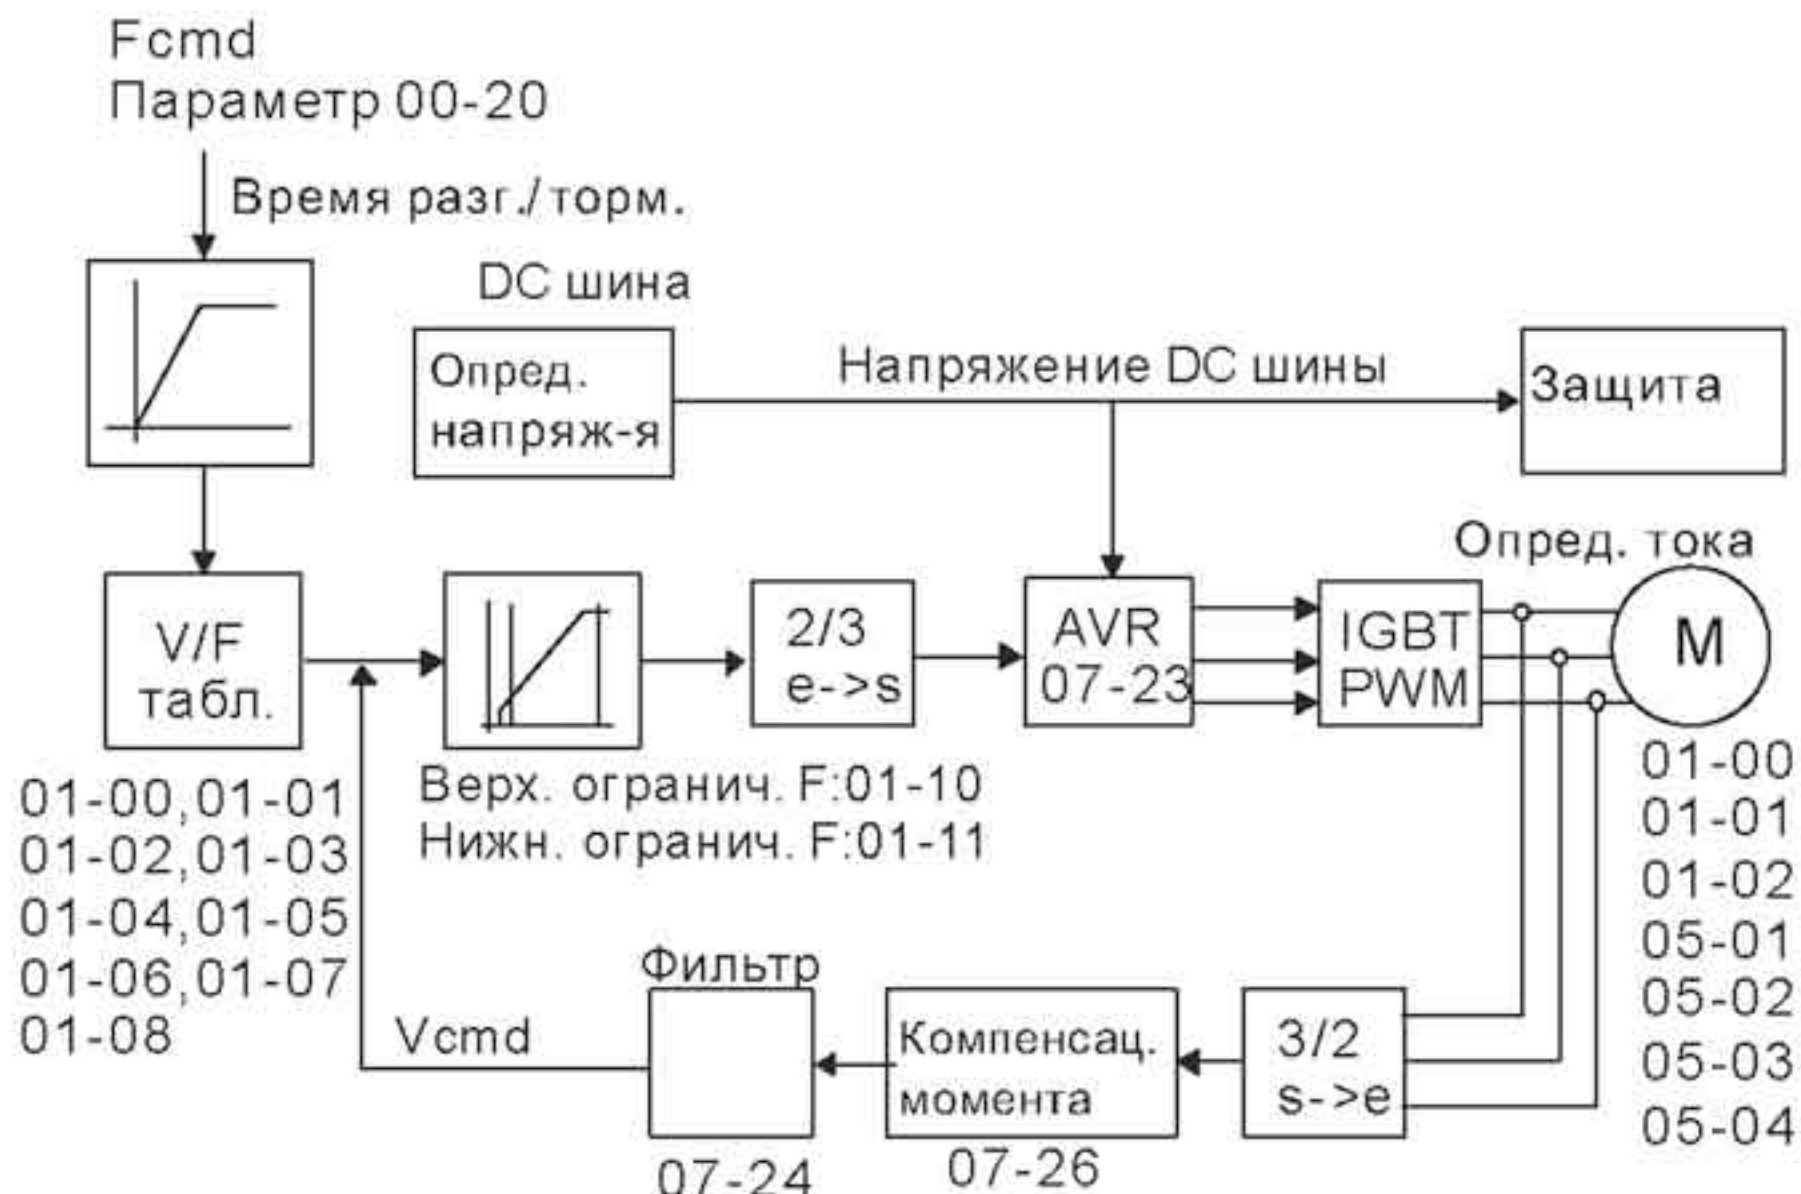 Fcmd
Параметр 00-20
Время разг./ торм.
DC шина
Опред.
напряж-я
Напряжение DC шины
Защита
Опред. тока
V/F
табл.
2/3
e->s
AVR
07-23
IGBT
PWM
M
01-00,01-01
01-02,01-03
01-04,01-05
01-06,01-07
01-08
Верх. огранич. F:01-10
Нижн. огранич. F:01-11
01-00
01-01
01-02
05-01
05-02
05-03
05-04
Vcmd
Фильтр
07-24
Компенсац.
момента
07-26
3/2
s->e